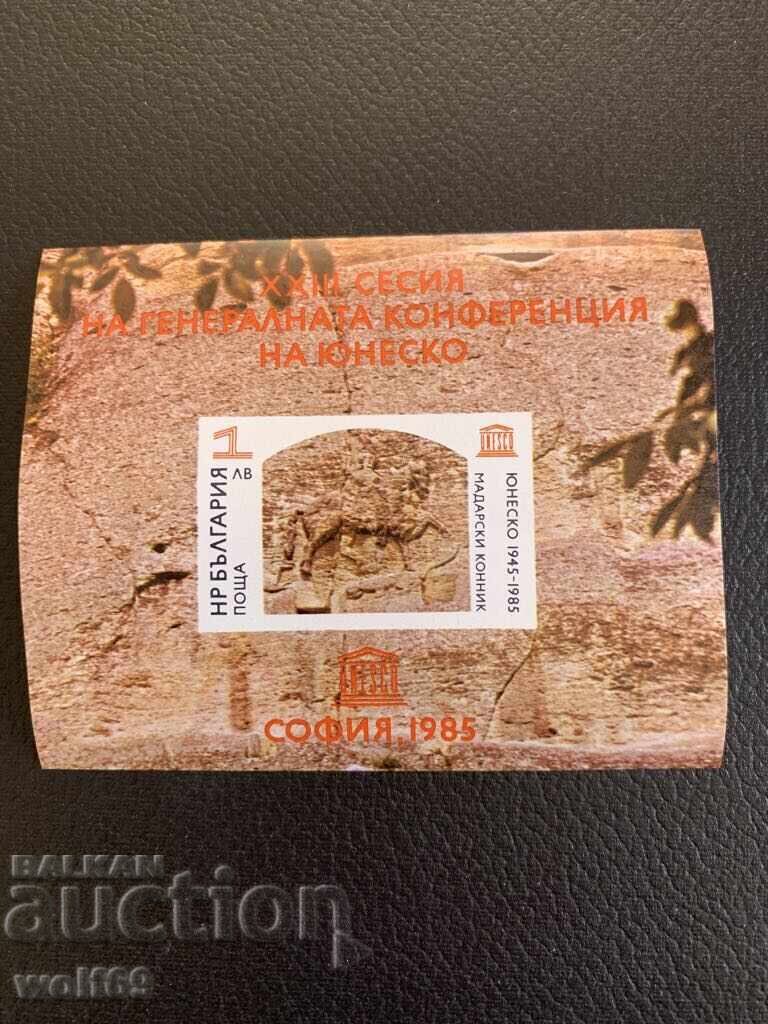 XXIII СЕСИЯ
НА ГЕНЕРАЛНАТА КОНФЕРЕНЦИЯ
НА ЮНЕСКО
1
ЛВ
НР БЪЛГАРИЯ
ПОЩА
UNESCO
МАДАРСКИ КОННИК
ЮНЕСКО 1945-1985
UNESCO
СОФИЯ, 1985
BALKAN
auction
wolf69